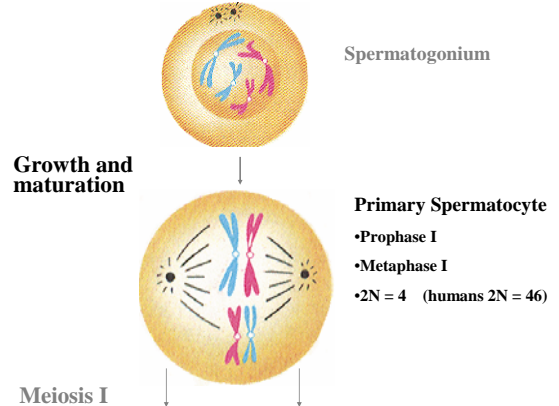 Spermatogonium
Growth and
maturation
Primary Spermatocyte
•Prophase I
•Metaphase I
•2N = 4 (humans 2N = 46)
Meiosis I